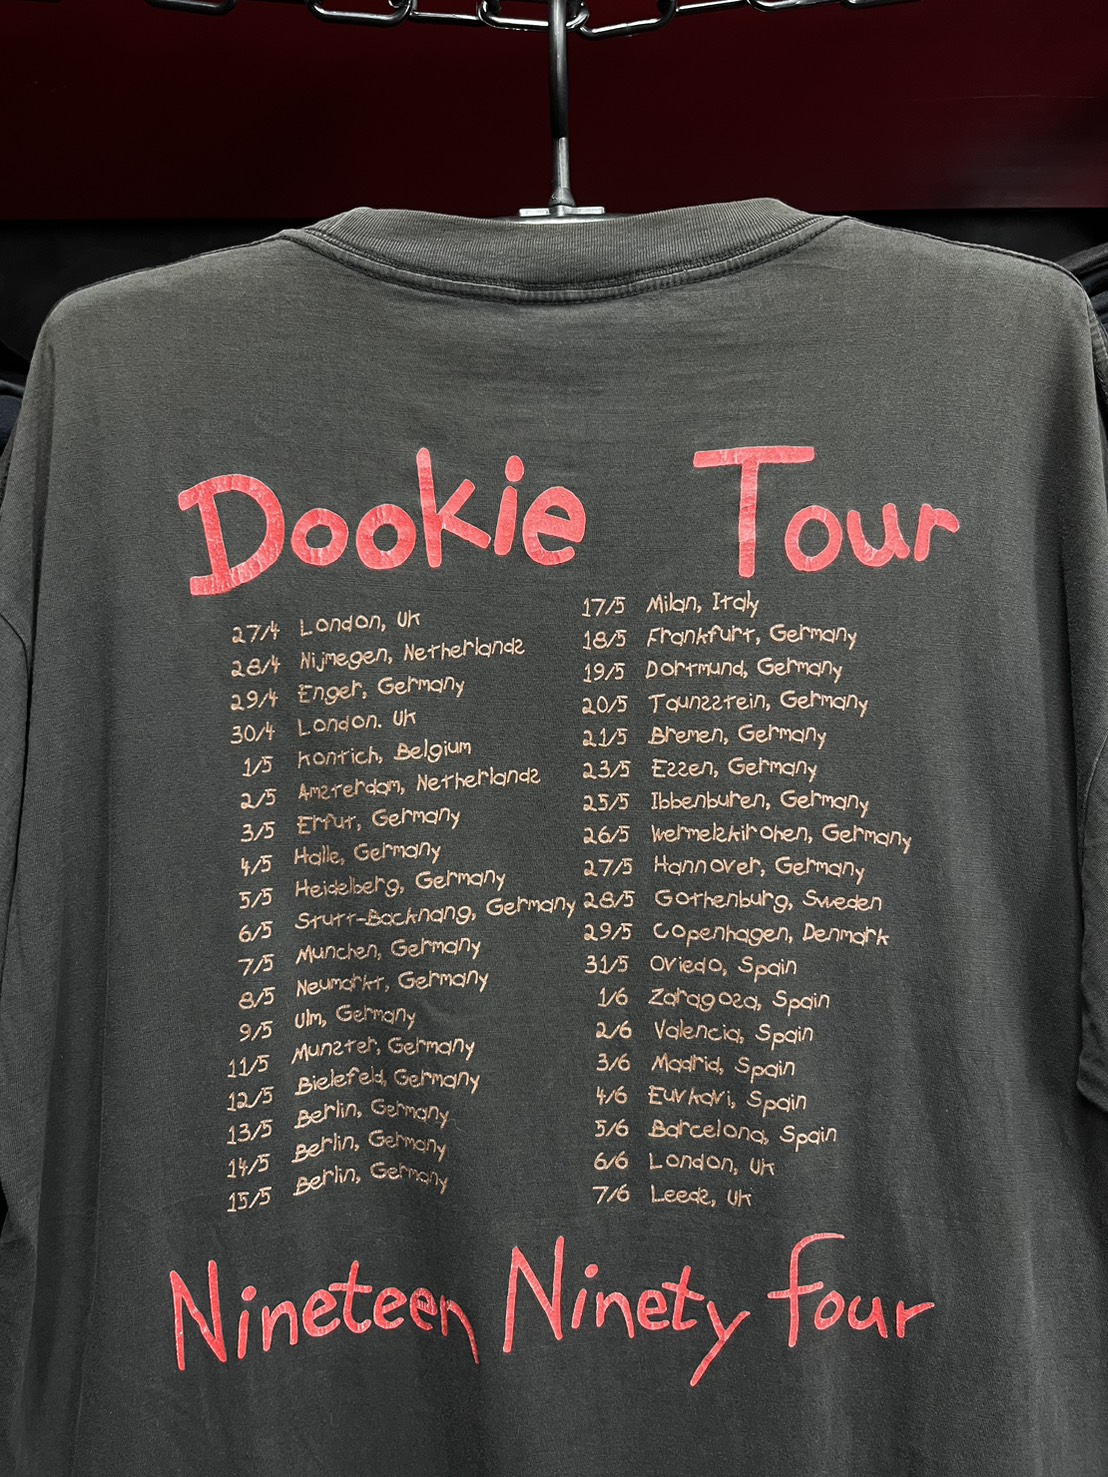 Dookie Tour
27/4 London, UK
28/4 Nijmegen, Netherlands
29/4 Enger, Germany
30/4 London. UK
1/5 Kontich, Belgium
2/5 Amsterdam, Netherlands
3/5 Erfut, Germany
4/5 Halle, Germany
5/5 Heidelberg, Germany
6/5 Stutt-Backnang, Germany
7/5 Munchen, Germany
8/5 Neumarkt, Germany
9/5 Ulm, Germany
11/5 Munster, Germany
12/5 Bielefeld, Germany
13/5 Berlin, Germany
14/5 Berlin, Germany
15/5 Berlin, Germany
17/5 Milan, Italy
18/5 Frankfurt, Germany
19/5 Dortmund, Germany
20/5 Taunsstein, Germany
21/5 Bremen, Germany
23/5 Essen, Germany
25/5 Ibbenburen, Germany
26/5 Wermelskirchen, Germany
27/5 Hannover, Germany
28/5 Gothenburg, Sweden
29/5 Copenhagen, Denmark
31/5 Oviedo, Spain
1/6 Zaragoza, Spain
2/6 Valencia, Spain
3/6 Madrid, Spain
4/6 Euvkavi, Spain
5/6 Barcelona, Spain
6/6 London, UK
7/6 Leeds, UK
Nineteen Ninety four